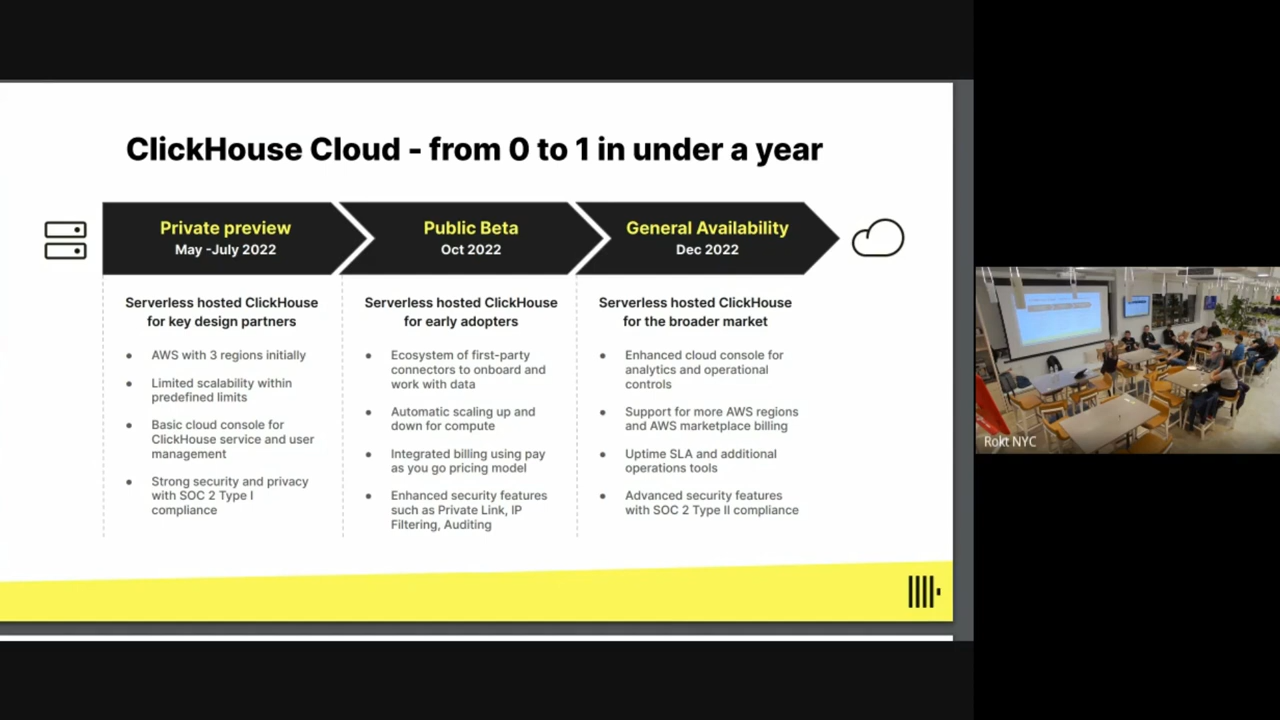 ClickHouse Cloud - from 0 to 1 in under a year
Private preview
May -July 2022
Public Beta
Oct 2022
General Availability
Dec 2022
Serverless hosted ClickHouse
for key design partners
• AWS with 3 regions initially
• Limited scalability within
predefined limits
• Basic cloud console for
ClickHouse service and user
management
• Strong security and privacy
with SOC 2 Type I
compliance
Serverless hosted ClickHouse
for early adopters
• Ecosystem of first-party
connectors to onboard and
work with data
• Automatic scaling up and
down for compute
• Integrated billing using pay
as you go pricing model
• Enhanced security features
such as Private Link, IP
Filtering, Auditing
Serverless hosted ClickHouse
for the broader market
• Enhanced cloud console for
analytics and operational
controls
• Support for more AWS regions
and AWS marketplace billing
• Uptime SLA and additional
operations tools
• Advanced security features
with SOC 2 Type II compliance
Rokt NYC